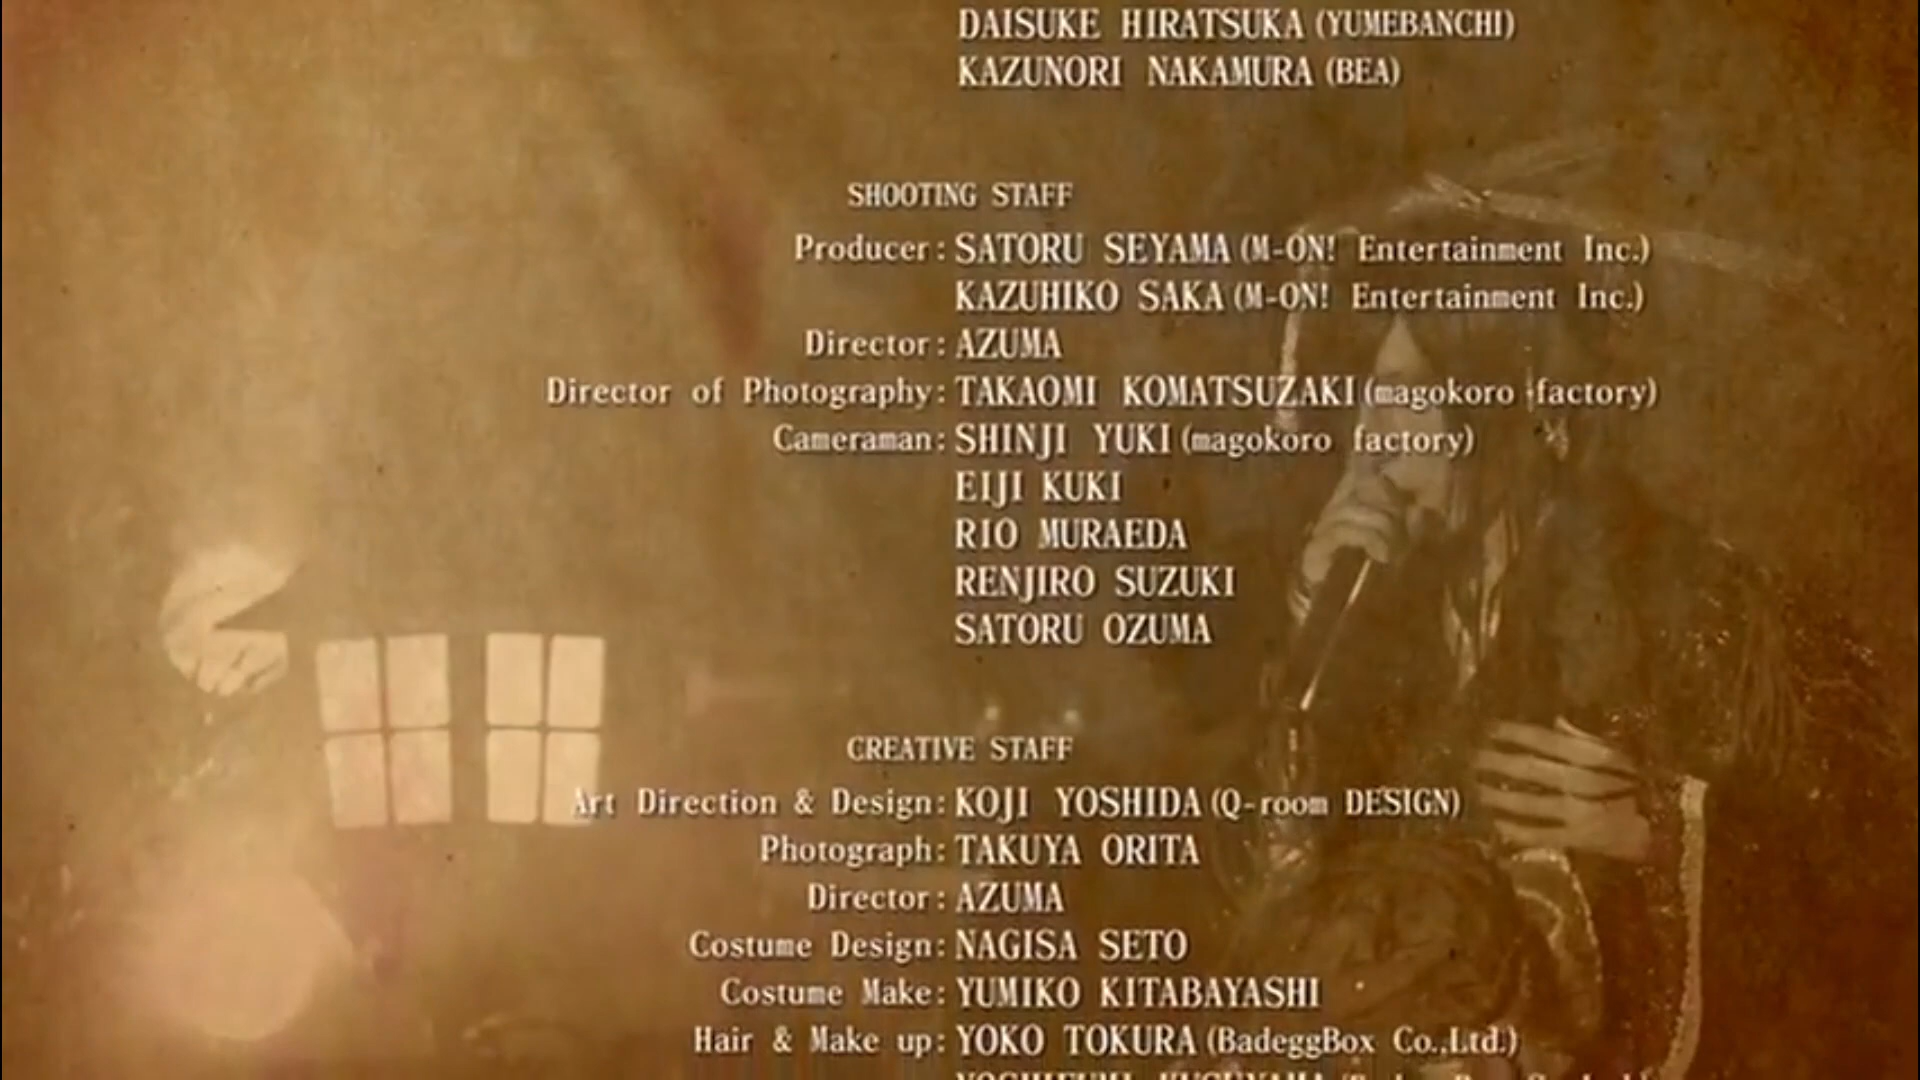 DAISUKE HIRATSUKA (YUMEBANCHI)
KAZUNORI NAKAMURA (BEA)
SHOOTING STAFF
Producer: SATORU SEYAMA (M-ON! Entertainment Inc.)
KAZUHIKO SAKA (M-ON! Entertainment Inc.)
Director: AZUMA
Director of Photography: TAKAOMI KOMATSUZAKI (magokoro factory)
Cameraman: SHINJI YUKI (magokoro factory)
EIJI KUKI
RIO MURAEDA
RENJIRO SUZUKI
SATORU OZUMA
CREATIVE STAFF
Art Direction & Design: KOJI YOSHIDA (Q-room DESIGN)
Photograph: TAKUYA ORITA
Director: AZUMA
Costume Design: NAGISA SETO
Costume Make: YUMIKO KITABAYASHI
Hair & Make up: YOKO TOKURA (BadeggBox Co.,Ltd.)